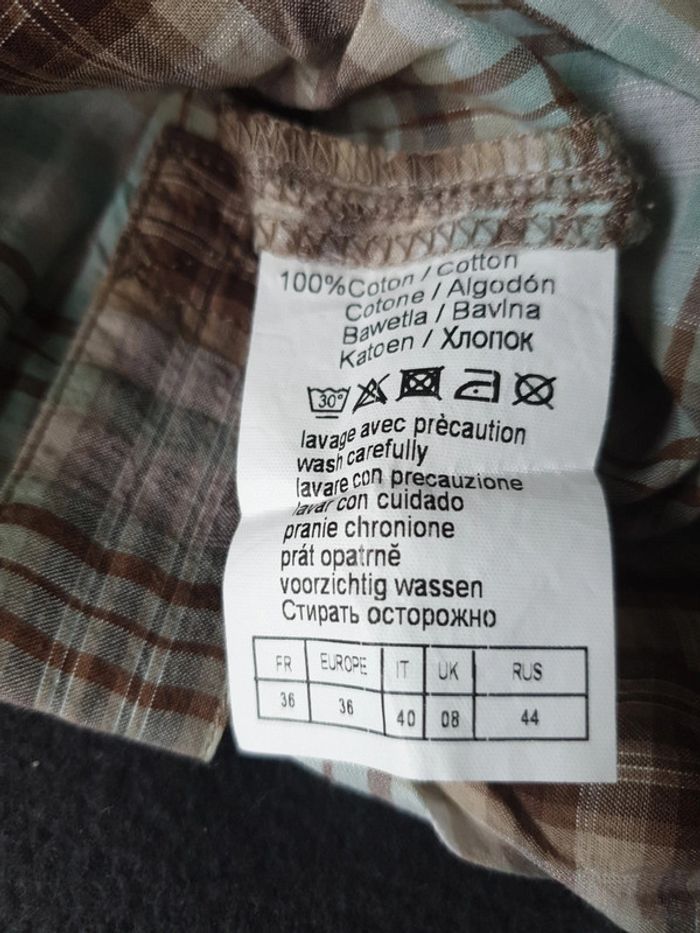 100%Coton / Cotton
Cotone / Algodón
Bawetla / Bavlna
Katoen / Хлопок
30°
lavage avec prècaution
wash carefully
lavare con precauzione
lavar con cuidado
pranie chronione
prát opatrně
voorzichtig wassen
Стирать осторожно
FR EUROPE IT UK RUS
36 36 40 08 44